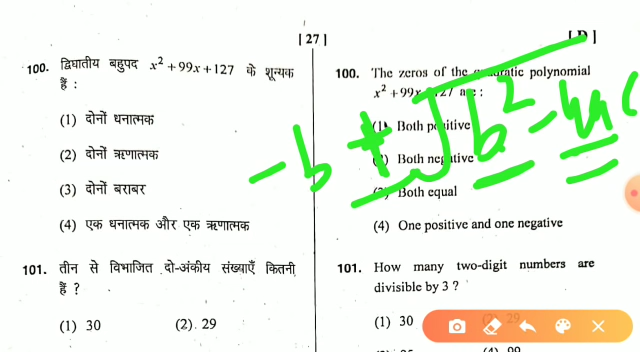 [ 27 ]
[ D ]
100. द्विघातीय बहुपद x² + 99x + 127 के शून्यक
हैं :
(1) दोनों धनात्मक
(2) दोनों ऋणात्मक
(3) दोनों बराबर
(4) एक धनात्मक और एक ऋणात्मक
101. तीन से विभाजित दो-अंकीय संख्याएँ कितनी
हैं ?
(1) 30 (2) 29
100. The zeros of the quadratic polynomial
x² + 99x + 127 are :
(1) Both positive
(2) Both negative
(3) Both equal
(4) One positive and one negative
101. How many two-digit numbers are
divisible by 3 ?
(1) 30 (2) 29
(4) 99
-b ± √b² - 4a